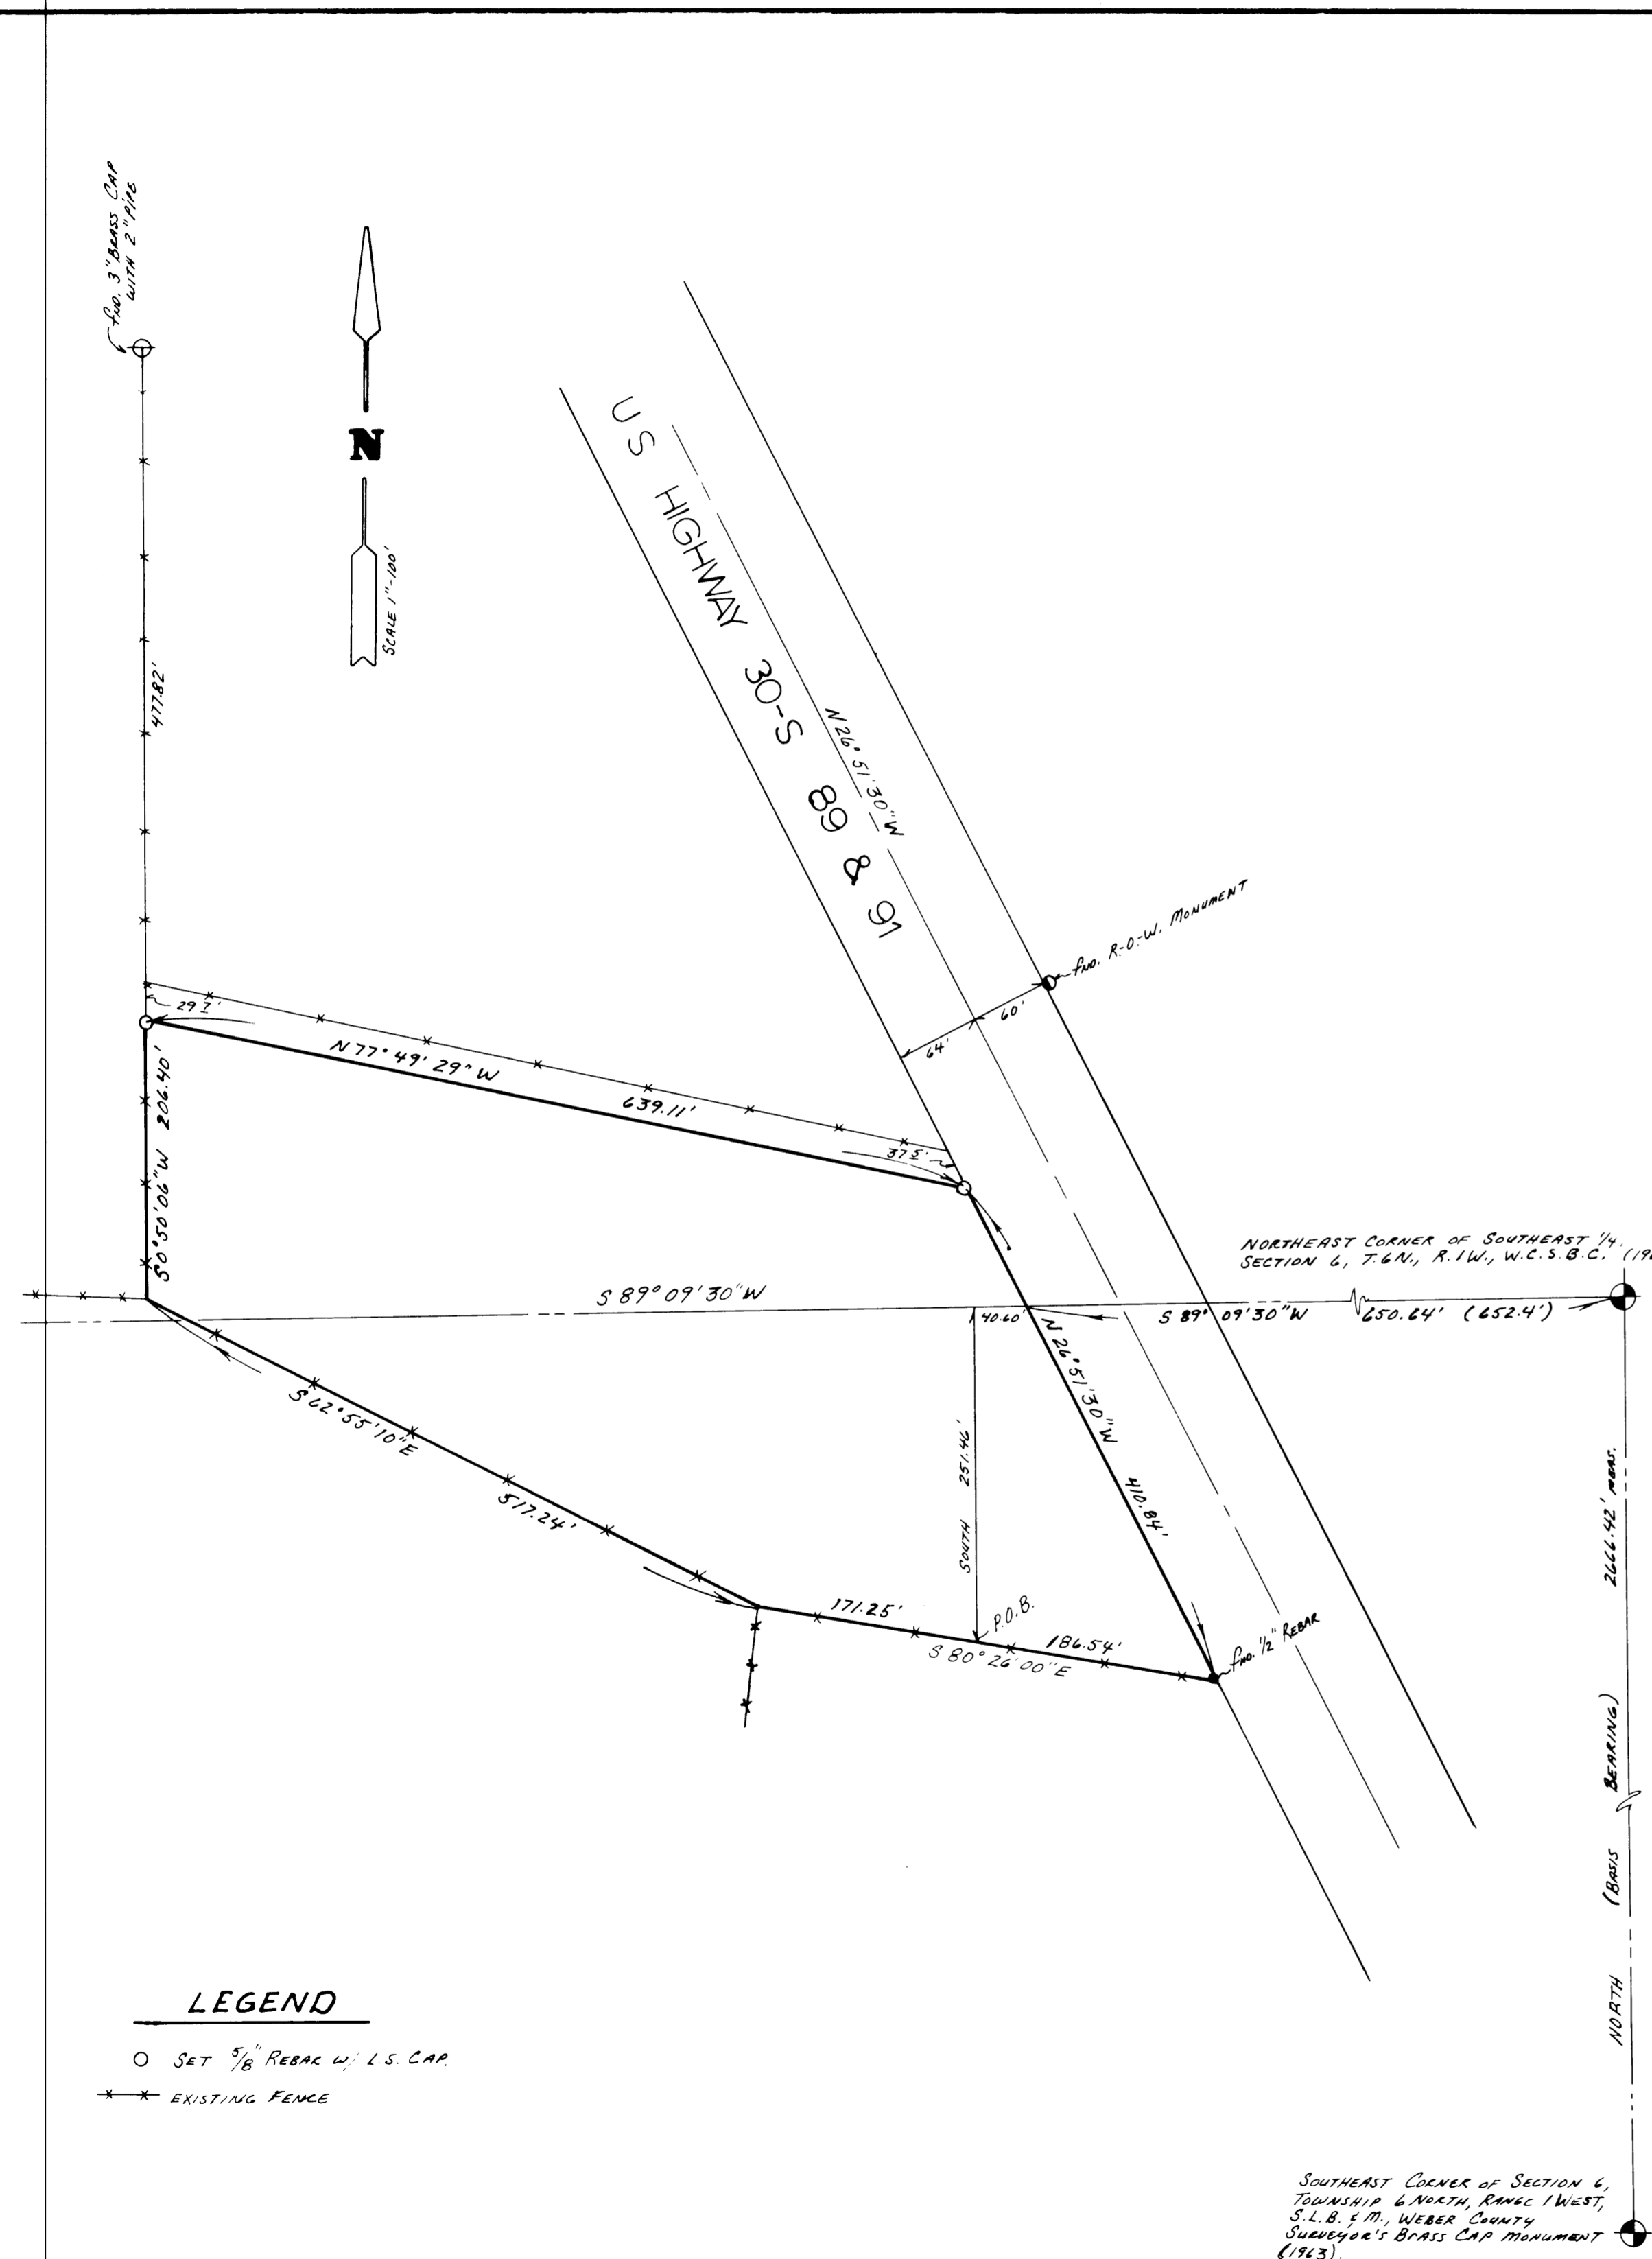 fnd. 3" BRASS CAP
WITH 2" PIPE
N
SCALE 1"-100'
477.82'
US HIGHWAY 30-S 89 & 91
N 26° 51' 30" W
fnd. R.-O.-W. MONUMENT
60'
64'
29.7'
N 77° 49' 29" W
639.11'
37.5'
S 0° 50' 06" W 206.40'
NORTHEAST CORNER OF SOUTHEAST 1/4.
SECTION 6, T.6N., R.1W., W.C.S.B.C.
S 89° 09' 30" W
40.60'
S 89° 09' 30" W 650.64' (652.4')
N 26° 51' 30" W 410.84'
S 62° 55' 10" E
517.24'
SOUTH 251.46'
171.25'
P.O.B.
186.54'
S 80° 26' 00" E
fnd. 1/2" REBAR
NORTH (BASIS BEARING) 2666.42' MEAS.
LEGEND
SET 5/8" REBAR W/ L.S. CAP.
EXISTING FENCE
SOUTHEAST CORNER OF SECTION 6,
TOWNSHIP 6 NORTH, RANGE 1 WEST,
S.L.B. & M., WEBER COUNTY
SURVEYOR'S BRASS CAP MONUMENT
(1963).